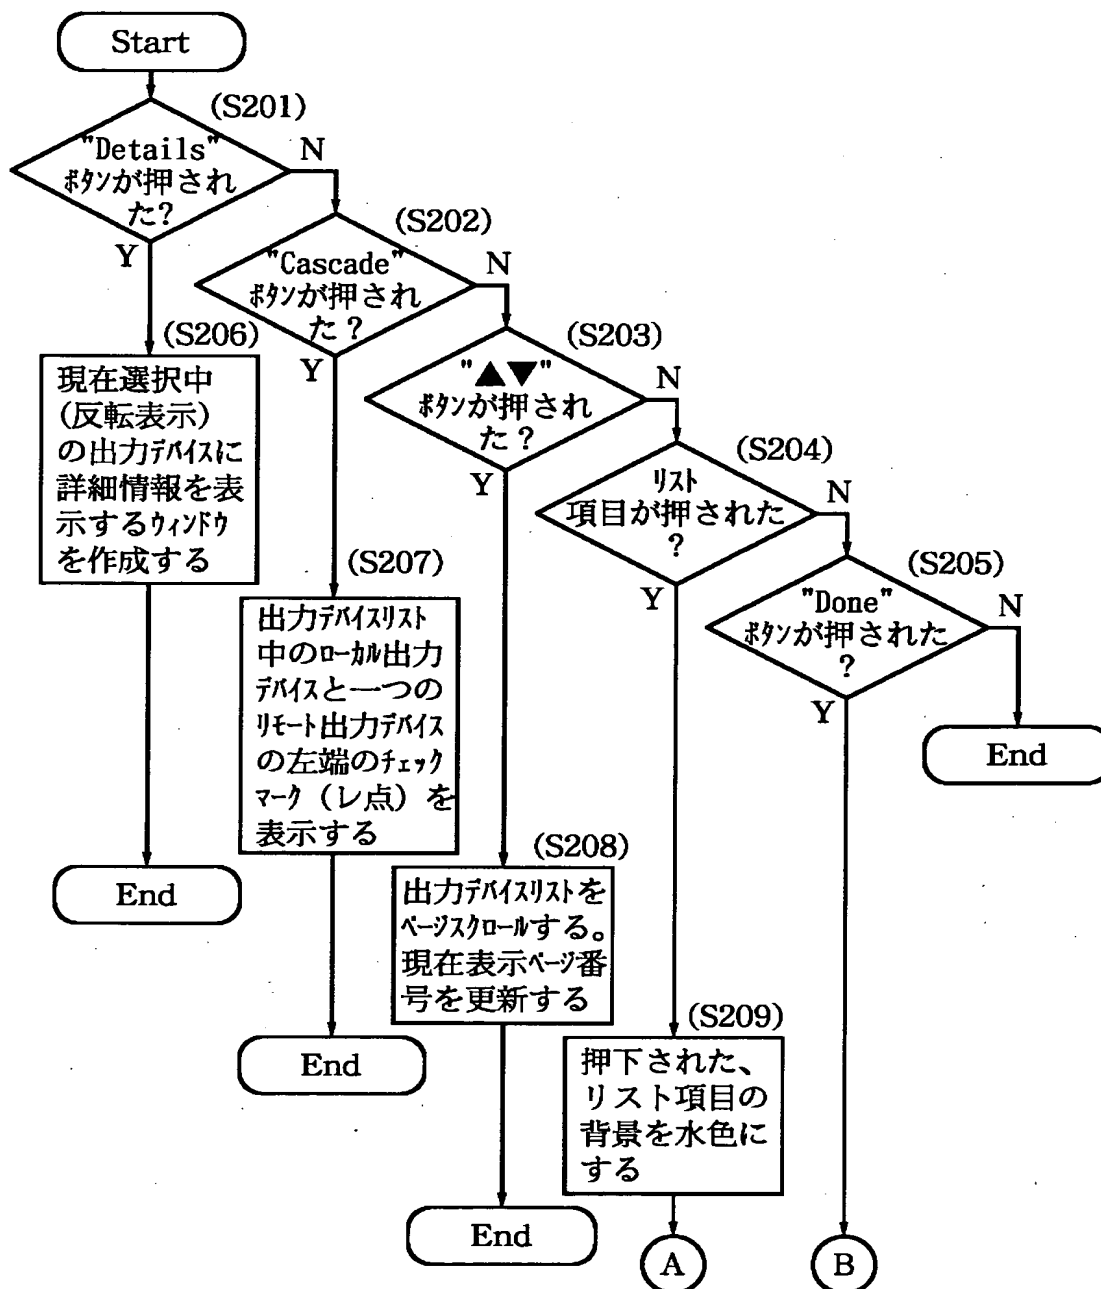 Start
(S201)
"Details"
ﾎﾞﾀﾝが押され
た?
N
Y
(S202)
"Cascade"
ﾎﾞﾀﾝが押され
た？
N
Y
(S206)
現在選択中
(反転表示)
の出力ﾃﾞﾊﾞｲｽに
詳細情報を表
示するｳｨﾝﾄﾞｳ
を作成する
(S203)
"▲▼"
ﾎﾞﾀﾝが押され
た？
N
Y
(S204)
ﾘｽﾄ
項目が押された
？
N
Y
(S207)
出力ﾃﾞﾊﾞｲｽﾘｽﾄ
中のﾛｰｶﾙ出力
ﾃﾞﾊﾞｲｽと一つの
ﾘﾓｰﾄ出力ﾃﾞﾊﾞｲｽ
の左端のﾁｪｯｸ
ﾏｰｸ（レ点）を
表示する
(S205)
"Done"
ﾎﾞﾀﾝが押された
？
N
Y
End
End
(S208)
出力ﾃﾞﾊﾞｲｽﾘｽﾄを
ﾍﾟｰｼﾞｽｸﾛｰﾙする。
現在表示ﾍﾟｰｼﾞ番
号を更新する
End
(S209)
押下された、
リスト項目の
背景を水色に
する
End
A
B